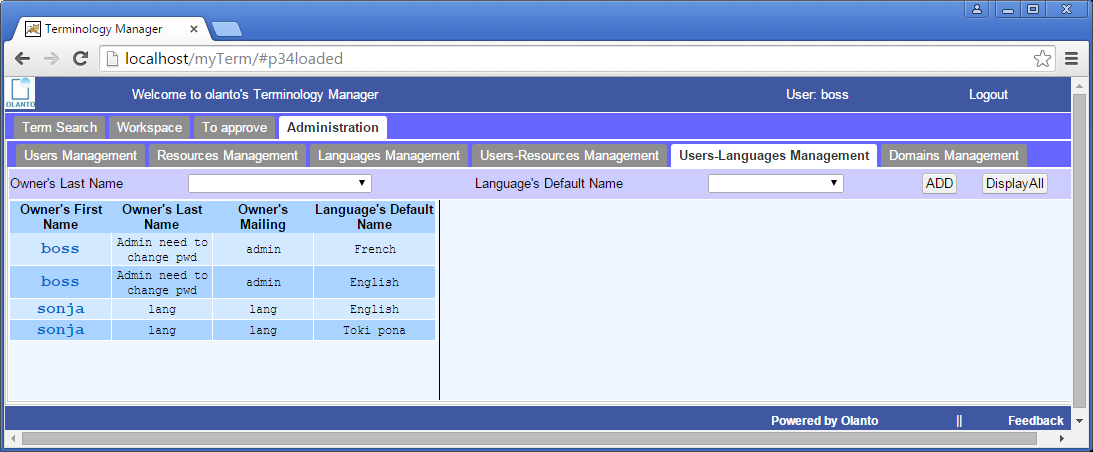 Terminology Manager
localhost/myTerm/#p34loaded
OLANTO
Welcome to olanto's Terminology Manager User: boss Logout
Term Search Workspace To approve Administration
Users Management Resources Management Languages Management Users-Resources Management Users-Languages Management Domains Management
Owner's Last Name Language's Default Name ADD DisplayAll
Owner's First Name Owner's Last Name Owner's Mailing Language's Default Name
boss Admin need to change pwd admin French
boss Admin need to change pwd admin English
sonja lang lang English
sonja lang lang Toki pona
Powered by Olanto || Feedback